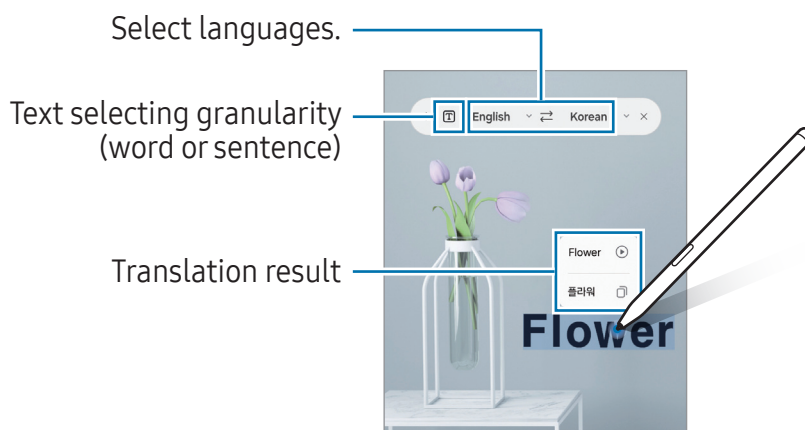 Select languages.
Text selecting granularity
(word or sentence)
T English Korean
Translation result
Flower
플라워
Flower